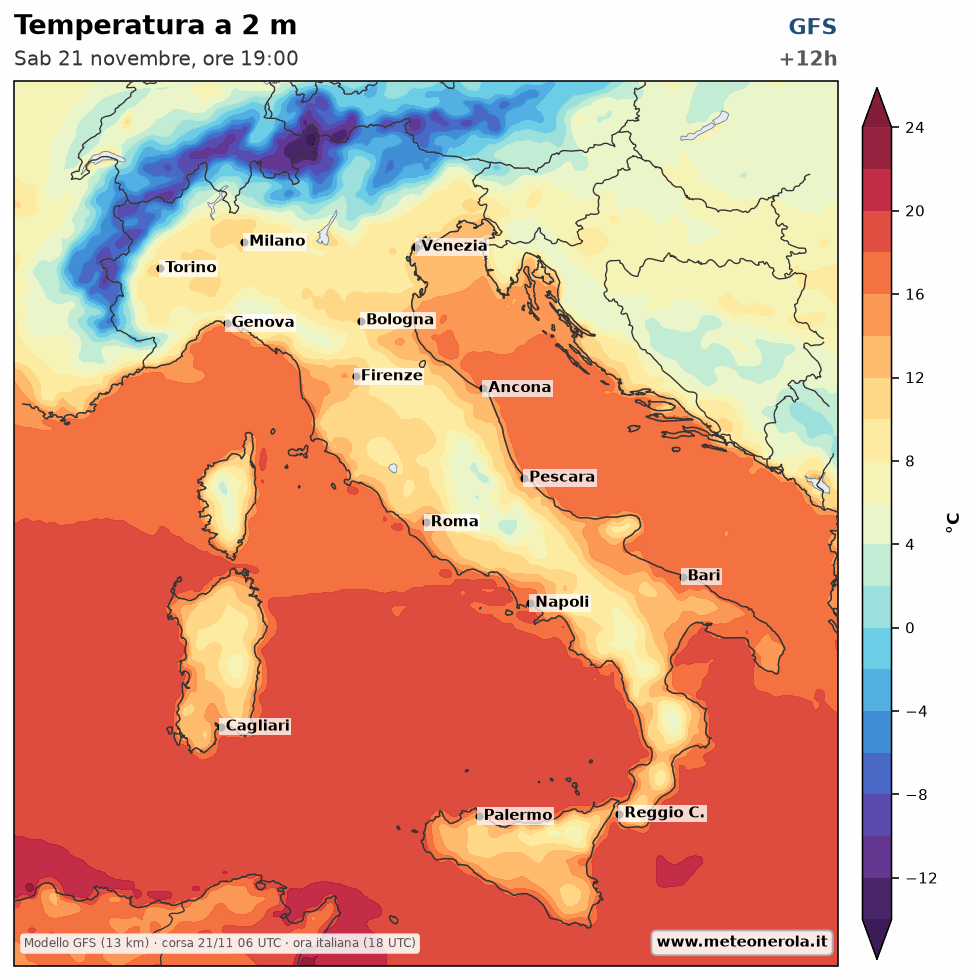 Temperatura a 2 m
GFS
Sab 21 novembre, ore 19:00
+12h
Milano
Venezia
Torino
Genova
Bologna
Firenze
Ancona
Pescara
Roma
Bari
Napoli
Cagliari
Palermo
Reggio C.
24
20
16
12
8
4
0
−4
−8
−12
°C
Modello GFS (13 km) · corsa 21/11 06 UTC · ora italiana (18 UTC)
www.meteonerola.it